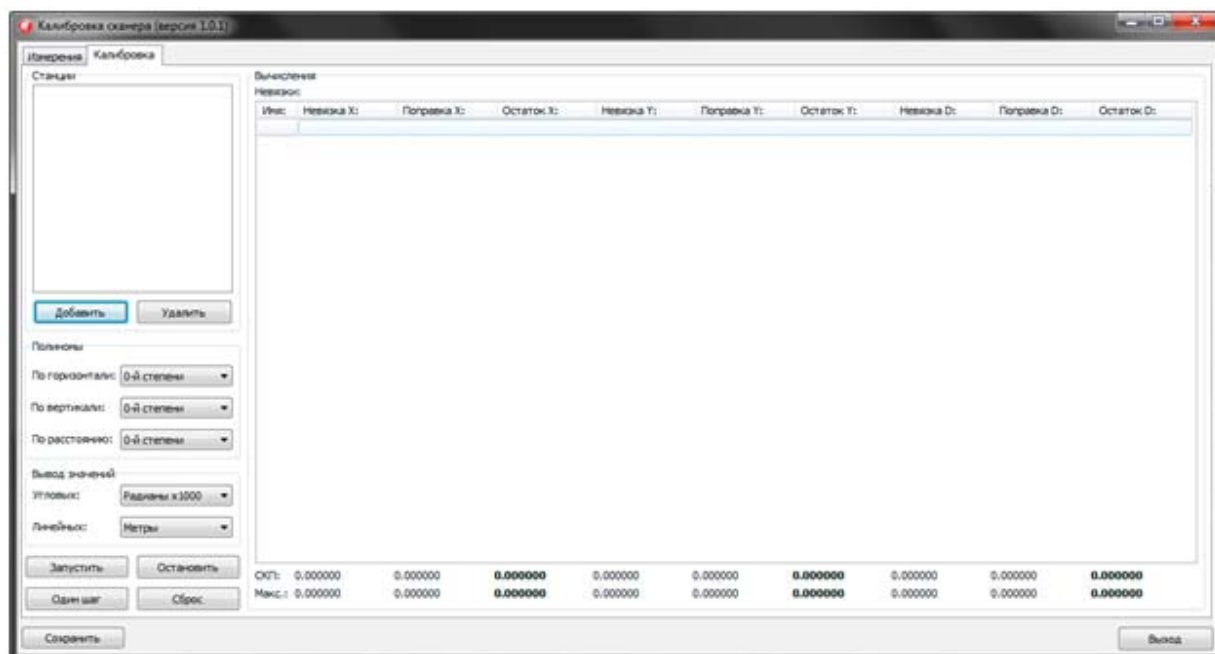 Калибровка сканера (версия 1.0.1)
Измерения Калибровка
Станции
Добавить Удалить
Полиномы
По горизонтали: 0-й степени
По вертикали: 0-й степени
По расстоянию: 0-й степени
Вывод значений
Угловых: Радианы x1000
Линейных: Метры
Запустить Остановить
Один шаг Сброс
Вычисления
Невязки:
Имя: Невязка X: Поправка X: Остаток X: Невязка Y: Поправка Y: Остаток Y: Невязка D: Поправка D: Остаток D:
СКП: 0.000000 0.000000 0.000000 0.000000 0.000000 0.000000 0.000000 0.000000 0.000000
Макс.: 0.000000 0.000000 0.000000 0.000000 0.000000 0.000000 0.000000 0.000000 0.000000
Сохранить Выход